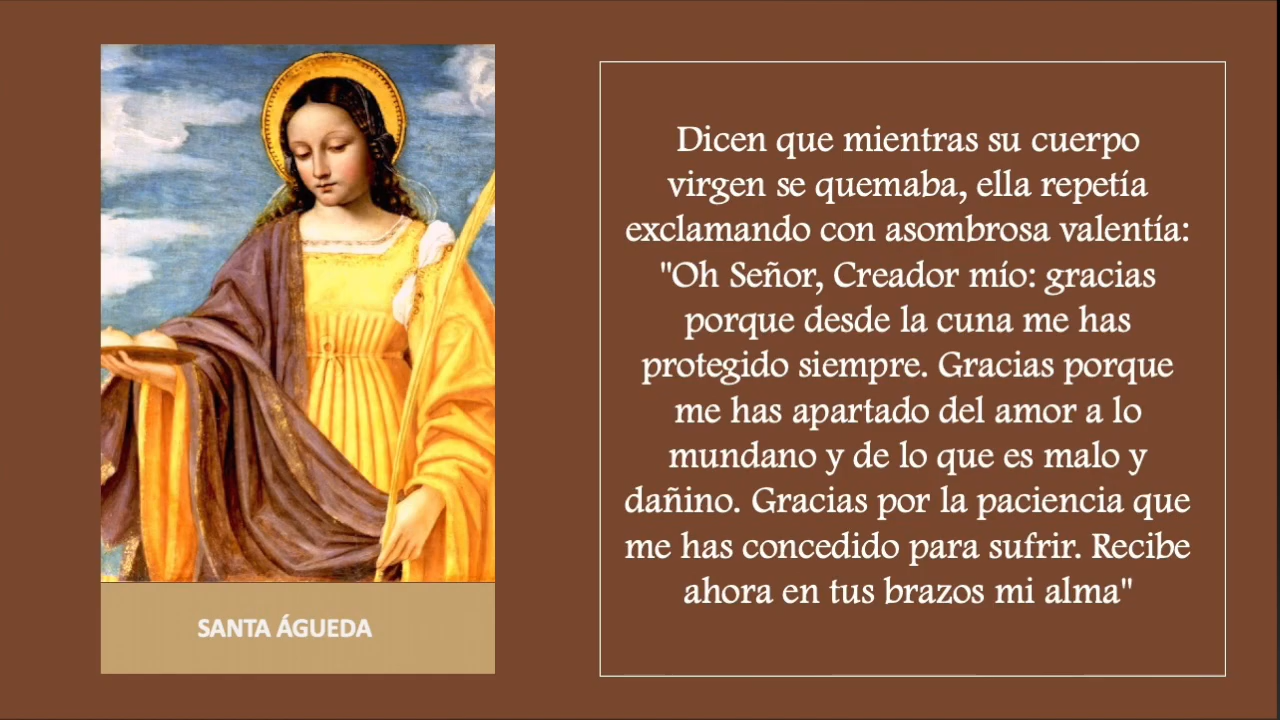 SANTA ÁGUEDA
Dicen que mientras su cuerpo
virgen se quemaba, ella repetía
exclamando con asombrosa valentía:
"Oh Señor, Creador mío: gracias
porque desde la cuna me has
protegido siempre. Gracias porque
me has apartado del amor a lo
mundano y de lo que es malo y
dañino. Gracias por la paciencia que
me has concedido para sufrir. Recibe
ahora en tus brazos mi alma"